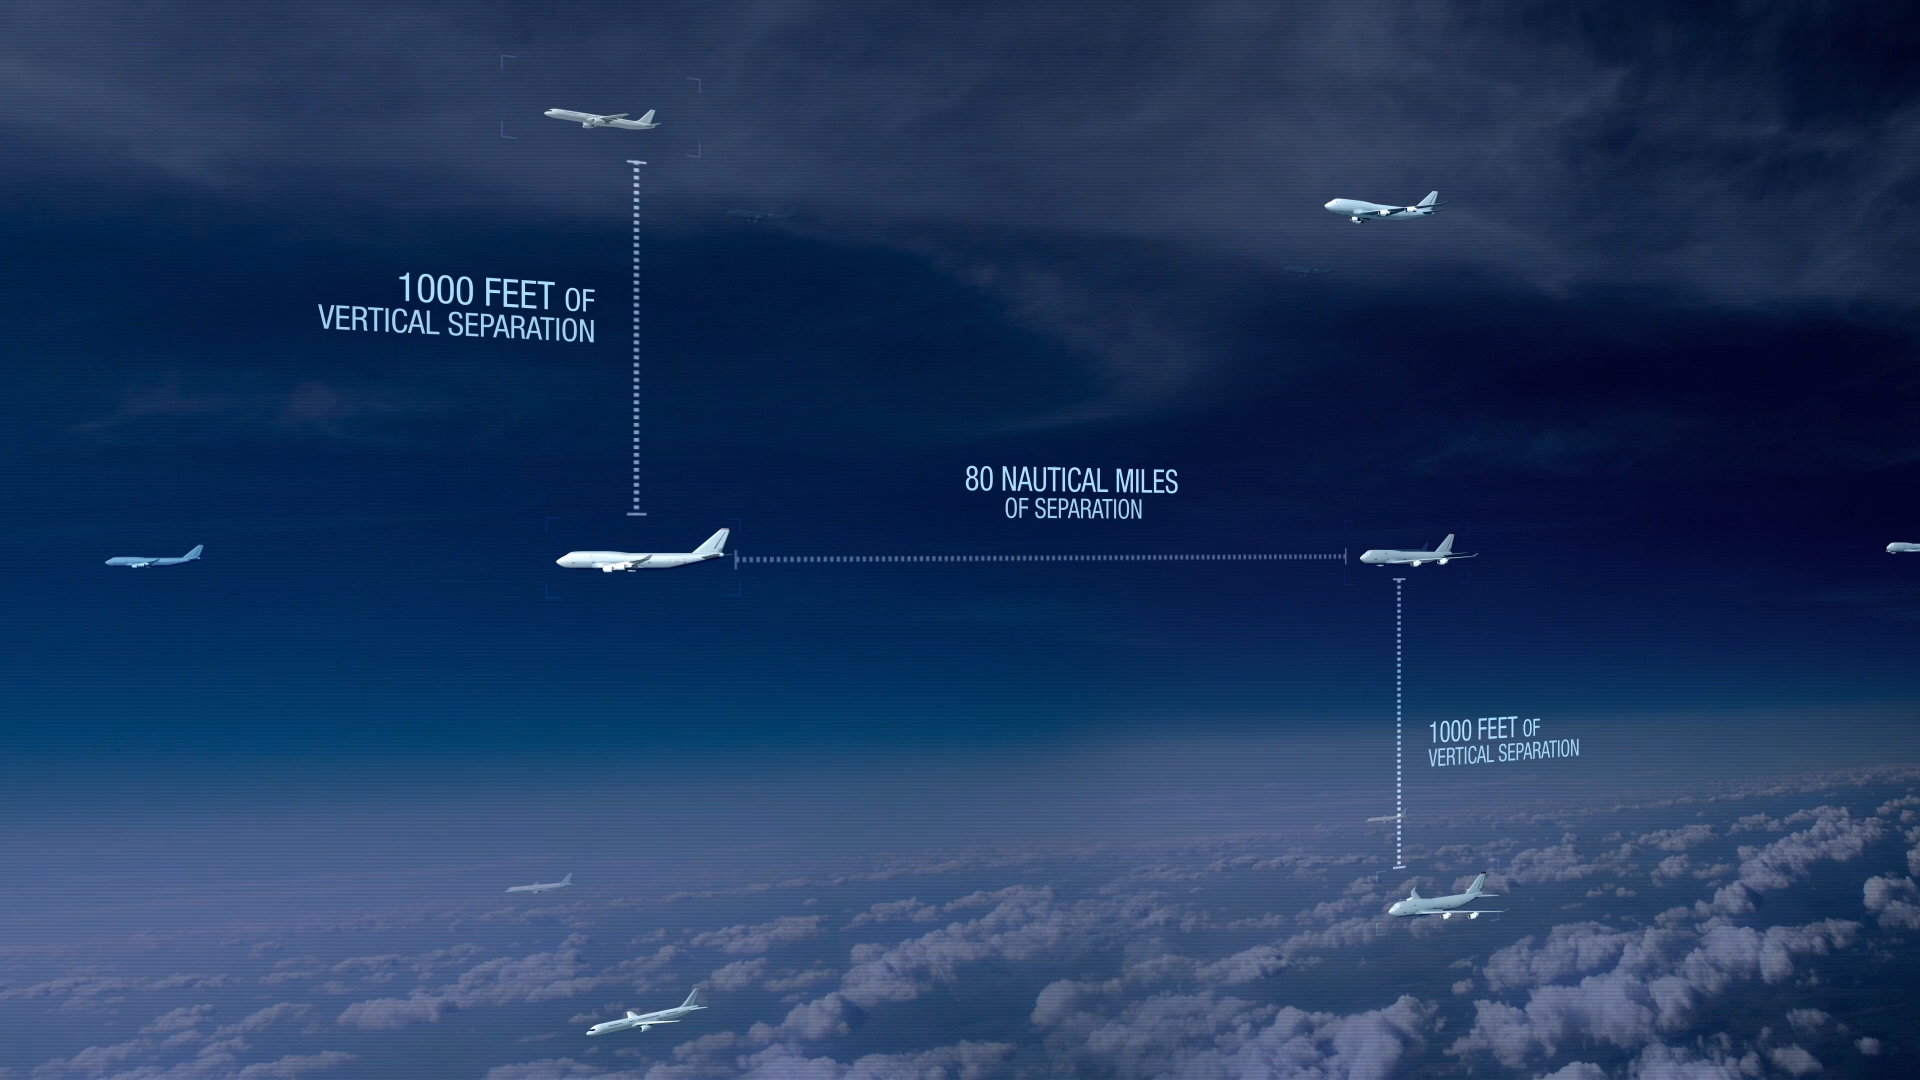 1000 FEET OF
VERTICAL SEPARATION
80 NAUTICAL MILES
OF SEPARATION
1000 FEET OF
VERTICAL SEPARATION